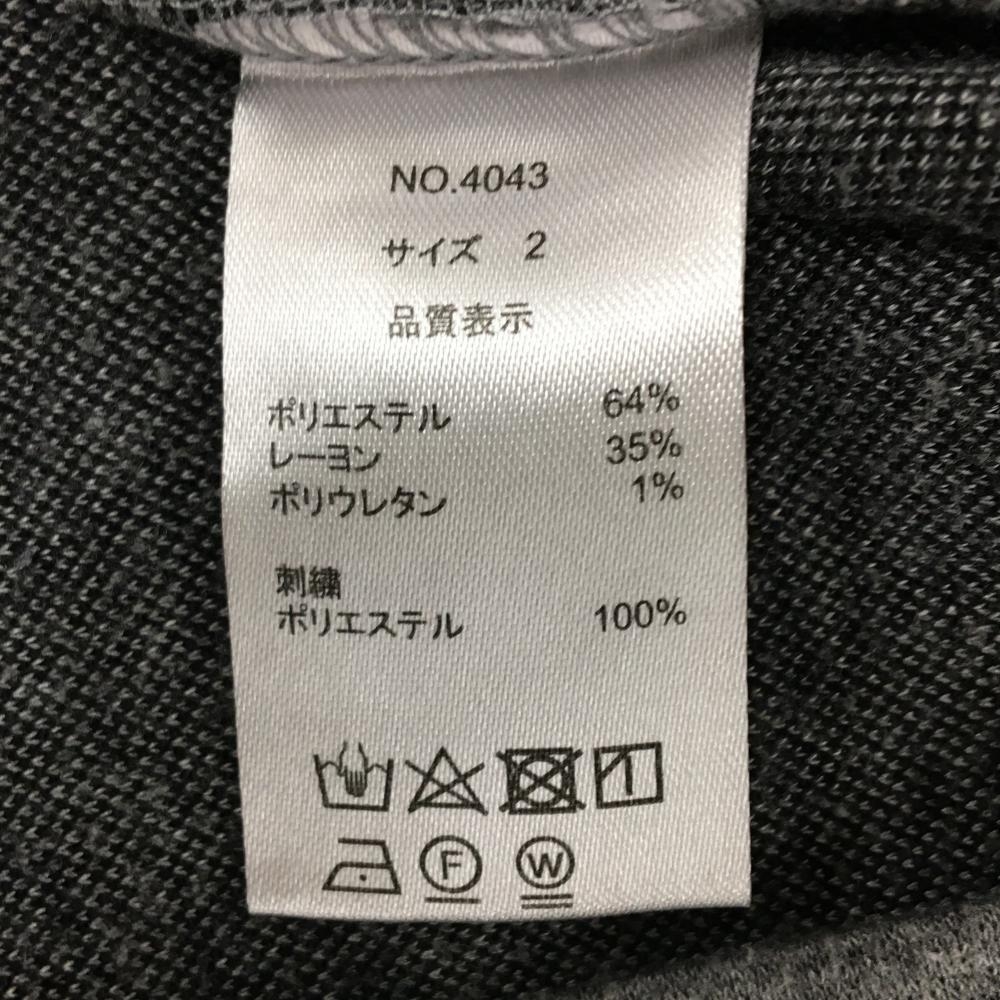 NO.4043
サイズ 2
品質表示
ポリエステル 64%
レーヨン 35%
ポリウレタン 1%
刺繍
ポリエステル 100%
F W